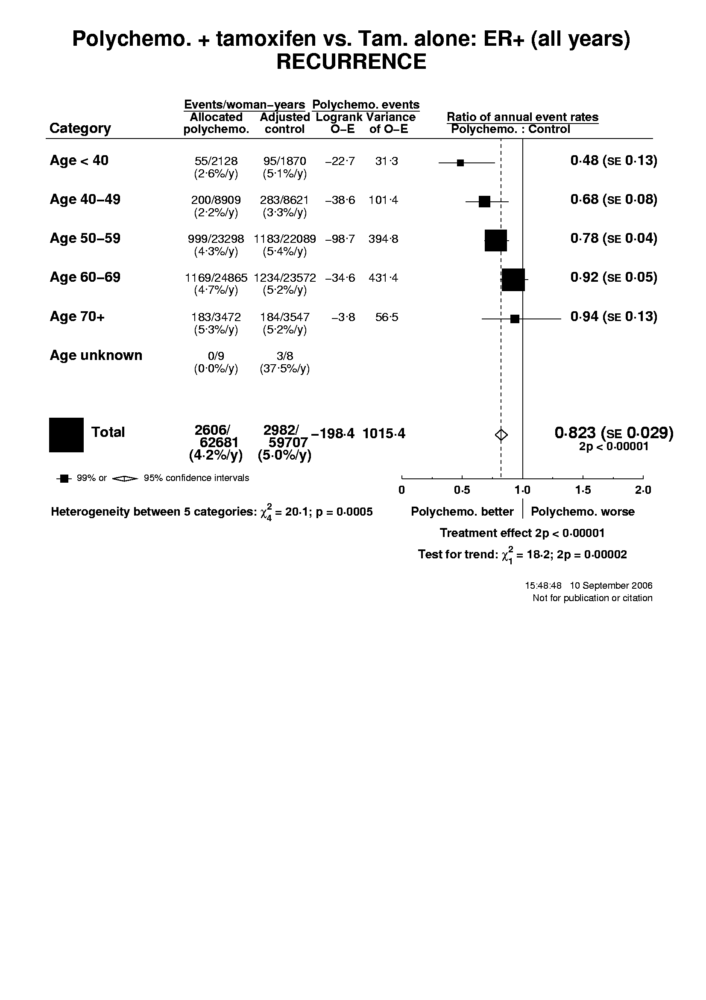 Polychemo. + tamoxifen vs. Tam. alone: ER+ (all years)
RECURRENCE
Events/woman–years Polychemo. events
Allocated Adjusted Logrank Variance Ratio of annual event rates
Category polychemo. control O–E of O–E Polychemo. : Control
Age < 40 55/2128 95/1870 –22·7 31·3 0·48 (SE 0·13)
(2·6%/y) (5·1%/y)
Age 40–49 200/8909 283/8621 –38·6 101·4 0·68 (SE 0·08)
(2·2%/y) (3·3%/y)
Age 50–59 999/23298 1183/22089 –98·7 394·8 0·78 (SE 0·04)
(4·3%/y) (5·4%/y)
Age 60–69 1169/24865 1234/23572 –34·6 431·4 0·92 (SE 0·05)
(4·7%/y) (5·2%/y)
Age 70+ 183/3472 184/3547 –3·8 56·5 0·94 (SE 0·13)
(5·3%/y) (5·2%/y)
Age unknown 0/9 3/8
(0·0%/y) (37·5%/y)
Total 2606/ 2982/ –198·4 1015·4 0·823 (SE 0·029)
62681 59707 2p < 0·00001
(4·2%/y) (5·0%/y)
99% or 95% confidence intervals
0 0·5 1·0 1·5 2·0
Heterogeneity between 5 categories: χ²₄ = 20·1; p = 0·0005 Polychemo. better Polychemo. worse
Treatment effect 2p < 0·00001
Test for trend: χ²₁ = 18·2; 2p = 0·00002
15:48:48 10 September 2006
Not for publication or citation